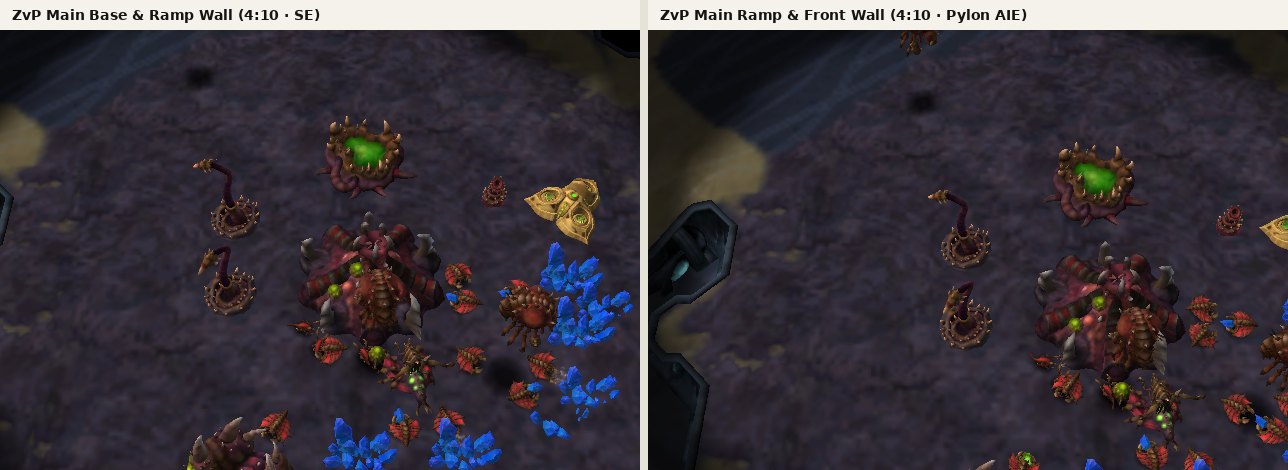 ZvP Main Base & Ramp Wall (4:10 · SE)
ZvP Main Ramp & Front Wall (4:10 · Pylon AIE)